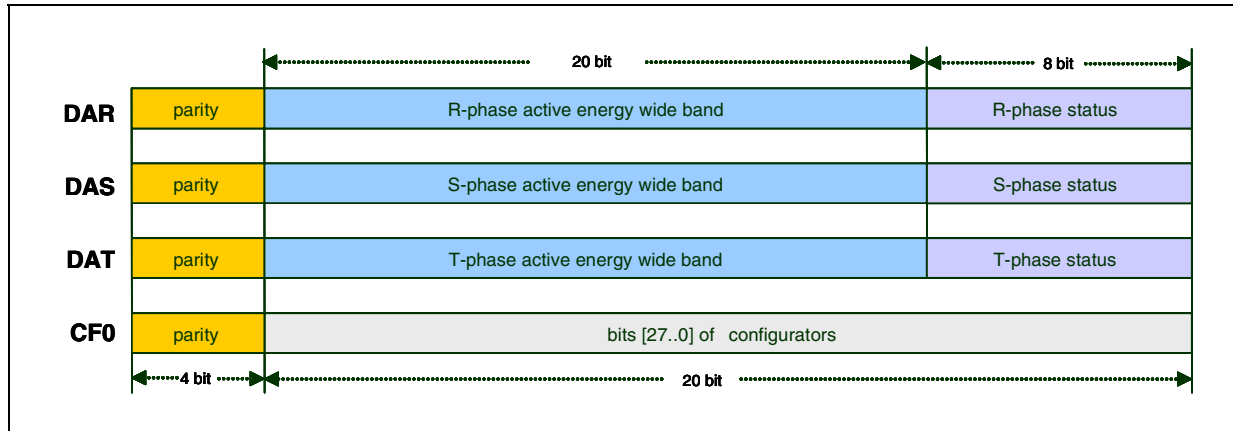 20 bit 8 bit
DAR parity R-phase active energy wide band R-phase status
DAS parity S-phase active energy wide band S-phase status
DAT parity T-phase active energy wide band T-phase status
CF0 parity bits [27..0] of configurators
4 bit 20 bit